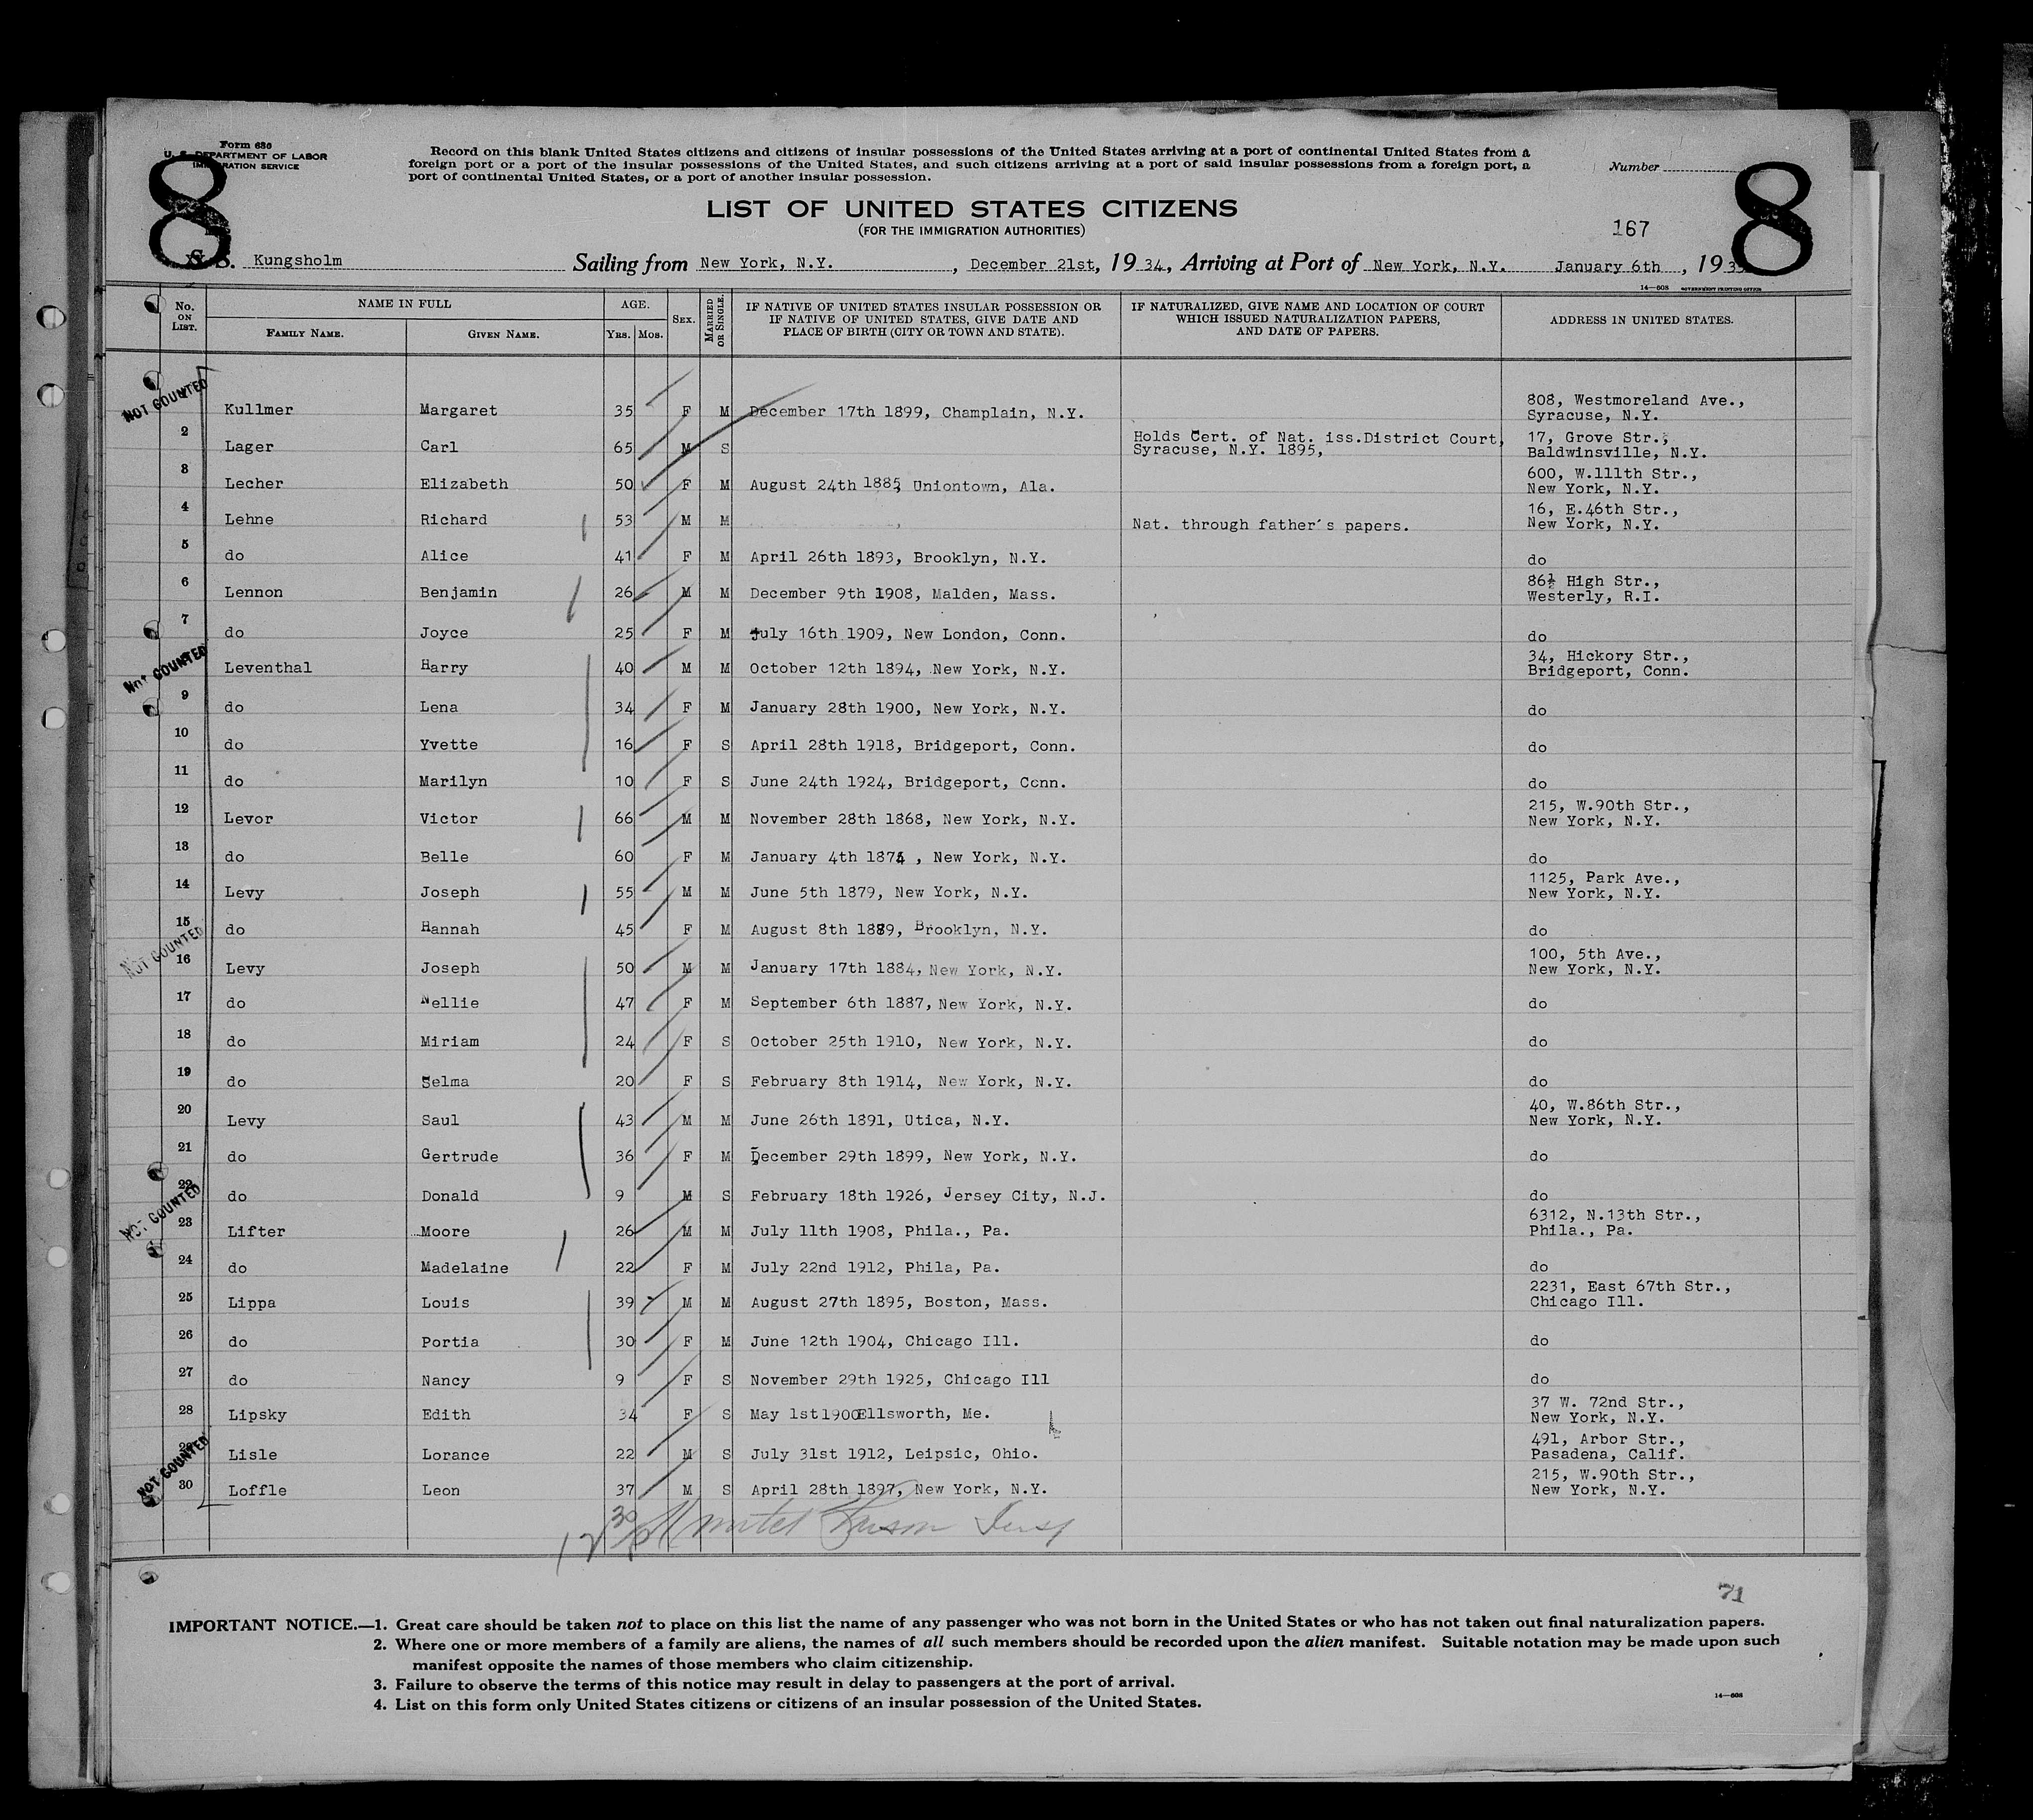 Form 630
U. S. DEPARTMENT OF LABOR
IMMIGRATION SERVICE
8
Record on this blank United States citizens and citizens of insular possessions of the United States arriving at a port of continental United States from a
foreign port or a port of the insular possessions of the United States, and such citizens arriving at a port of said insular possessions from a foreign port, a
port of continental United States, or a port of another insular possession.
Number
8
LIST OF UNITED STATES CITIZENS
(FOR THE IMMIGRATION AUTHORITIES)
167
S. Kungsholm Sailing from New York, N.Y. , December 21st, 19 34, Arriving at Port of New York, N.Y. January 6th , 19
14—608 GOVERNMENT PRINTING OFFICE
No. ON LIST. NAME IN FULL FAMILY NAME. GIVEN NAME. AGE. YRS. MOS. SEX. MARRIED OR SINGLE. IF NATIVE OF UNITED STATES INSULAR POSSESSION OR IF NATIVE OF UNITED STATES, GIVE DATE AND PLACE OF BIRTH (CITY OR TOWN AND STATE). IF NATURALIZED, GIVE NAME AND LOCATION OF COURT WHICH ISSUED NATURALIZATION PAPERS, AND DATE OF PAPERS. ADDRESS IN UNITED STATES.
NOT COUNTED Kullmer Margaret 35 F M December 17th 1899, Champlain, N.Y. 808, Westmoreland Ave., Syracuse, N.Y.
2 Lager Carl 65 M S Holds Cert. of Nat. iss.District Court, Syracuse, N.Y. 1895, 17, Grove Str., Baldwinsville, N.Y.
3 Lecher Elizabeth 50 F M August 24th 1885, Uniontown, Ala. 600, W.111th Str., New York, N.Y.
4 Lehne Richard 53 M M Nat. through father's papers. 16, E.46th Str., New York, N.Y.
5 do Alice 41 F M April 26th 1893, Brooklyn, N.Y. do
6 Lennon Benjamin 26 M M December 9th 1908, Malden, Mass. 86½ High Str., Westerly, R.I.
7 do Joyce 25 F M July 16th 1909, New London, Conn. do
Not COUNTED Leventhal Harry 40 M M October 12th 1894, New York, N.Y. 34, Hickory Str., Bridgeport, Conn.
9 do Lena 34 F M January 28th 1900, New York, N.Y. do
10 do Yvette 16 F S April 28th 1918, Bridgeport, Conn. do
11 do Marilyn 10 F S June 24th 1924, Bridgeport, Conn. do
12 Levor Victor 66 M M November 28th 1868, New York, N.Y. 215, W.90th Str., New York, N.Y.
13 do Belle 60 F M January 4th 1874 , New York, N.Y. do
14 Levy Joseph 55 M M June 5th 1879, New York, N.Y. 1125, Park Ave., New York, N.Y.
15 do Hannah 45 F M August 8th 1889, Brooklyn, N.Y. do
NOT COUNTED
16 Levy Joseph 50 M M January 17th 1884, New York, N.Y. 100, 5th Ave., New York, N.Y.
17 do Nellie 47 F M September 6th 1887, New York, N.Y. do
18 do Miriam 24 F S October 25th 1910, New York, N.Y. do
19 do Selma 20 F S February 8th 1914, New York, N.Y. do
20 Levy Saul 43 M M June 26th 1891, Utica, N.Y. 40, W.86th Str., New York, N.Y.
21 do Gertrude 36 F M December 29th 1899, New York, N.Y. do
22 do Donald 9 M S February 18th 1926, Jersey City, N.J. do
NOT COUNTED
23 Lifter Moore 26 M M July 11th 1908, Phila., Pa. 6312, N.13th Str., Phila., Pa.
24 do Madelaine 22 F M July 22nd 1912, Phila, Pa. do
25 Lippa Louis 39 M M August 27th 1895, Boston, Mass. 2231, East 67th Str., Chicago Ill.
26 do Portia 30 F M June 12th 1904, Chicago Ill. do
27 do Nancy 9 F S November 29th 1925, Chicago Ill do
28 Lipsky Edith 34 F S May 1st1900Ellsworth, Me. 37 W. 72nd Str., New York, N.Y.
29 Lisle Lorance 22 M S July 31st 1912, Leipsic, Ohio. 491, Arbor Str., Pasadena, Calif.
NOT COUNTED
30 Loffle Leon 37 M S April 28th 1897, New York, N.Y. 215, W.90th Str., New York, N.Y.
30
71
IMPORTANT NOTICE.—1. Great care should be taken not to place on this list the name of any passenger who was not born in the United States or who has not taken out final naturalization papers.
2. Where one or more members of a family are aliens, the names of all such members should be recorded upon the alien manifest. Suitable notation may be made upon such
manifest opposite the names of those members who claim citizenship.
3. Failure to observe the terms of this notice may result in delay to passengers at the port of arrival.
4. List on this form only United States citizens or citizens of an insular possession of the United States.
14—608